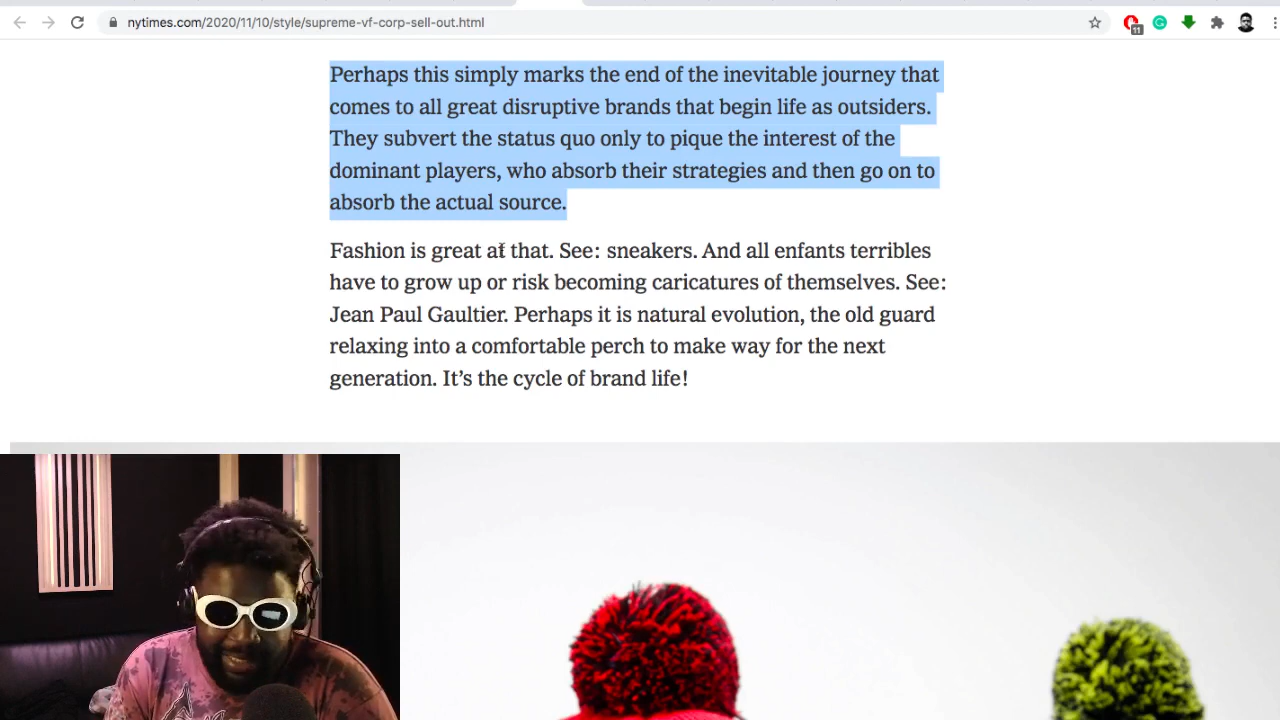 nytimes.com/2020/11/10/style/supreme-vf-corp-sell-out.html
11
Perhaps this simply marks the end of the inevitable journey that
comes to all great disruptive brands that begin life as outsiders.
They subvert the status quo only to pique the interest of the
dominant players, who absorb their strategies and then go on to
absorb the actual source.
Fashion is great at that. See: sneakers. And all enfants terribles
have to grow up or risk becoming caricatures of themselves. See:
Jean Paul Gaultier. Perhaps it is natural evolution, the old guard
relaxing into a comfortable perch to make way for the next
generation. It’s the cycle of brand life!